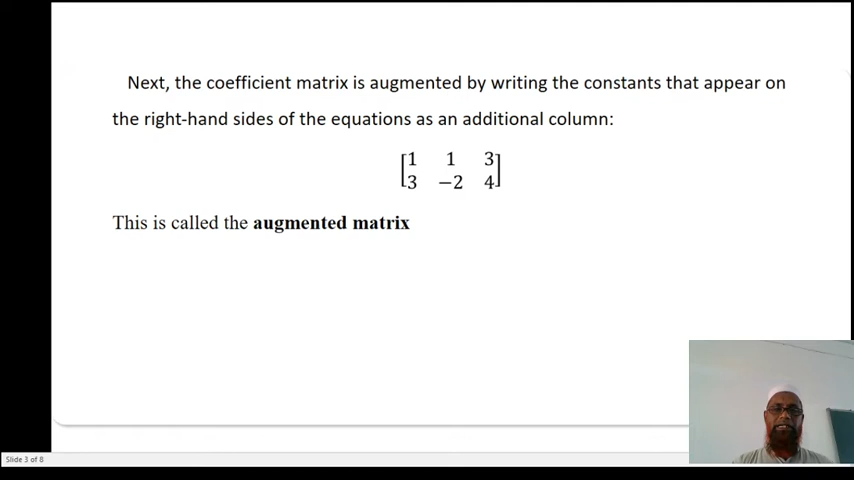 Next, the coefficient matrix is augmented by writing the constants that appear on
the right-hand sides of the equations as an additional column:
[1 1 3
3 −2 4]
This is called the augmented matrix
Slide 3 of 8